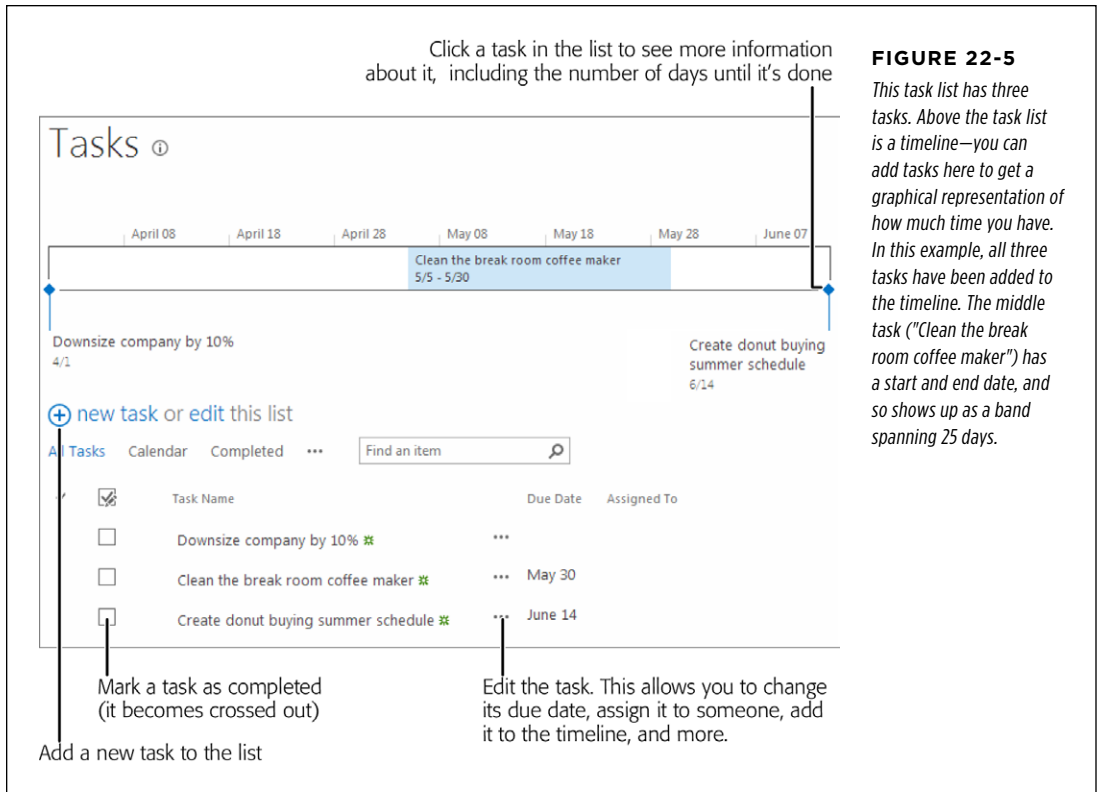 Click a task in the list to see more information
about it, including the number of days until it's done
FIGURE 22-5
This task list has three
tasks. Above the task list
is a timeline—you can
add tasks here to get a
graphical representation of
how much time you have.
In this example, all three
tasks have been added to
the timeline. The middle
task ("Clean the break
room coffee maker") has
a start and end date, and
so shows up as a band
spanning 25 days.
Tasks
April 08 April 18 April 28 May 08 May 18 May 28 June 07
Clean the break room coffee maker
5/5 - 5/30
Downsize company by 10%
4/1
Create donut buying
summer schedule
6/14
new task or edit this list
All Tasks Calendar Completed ••• Find an item
Task Name Due Date Assigned To
Downsize company by 10% •••
Clean the break room coffee maker ••• May 30
Create donut buying summer schedule ••• June 14
Mark a task as completed
(it becomes crossed out)
Add a new task to the list
Edit the task. This allows you to change
its due date, assign it to someone, add
it to the timeline, and more.